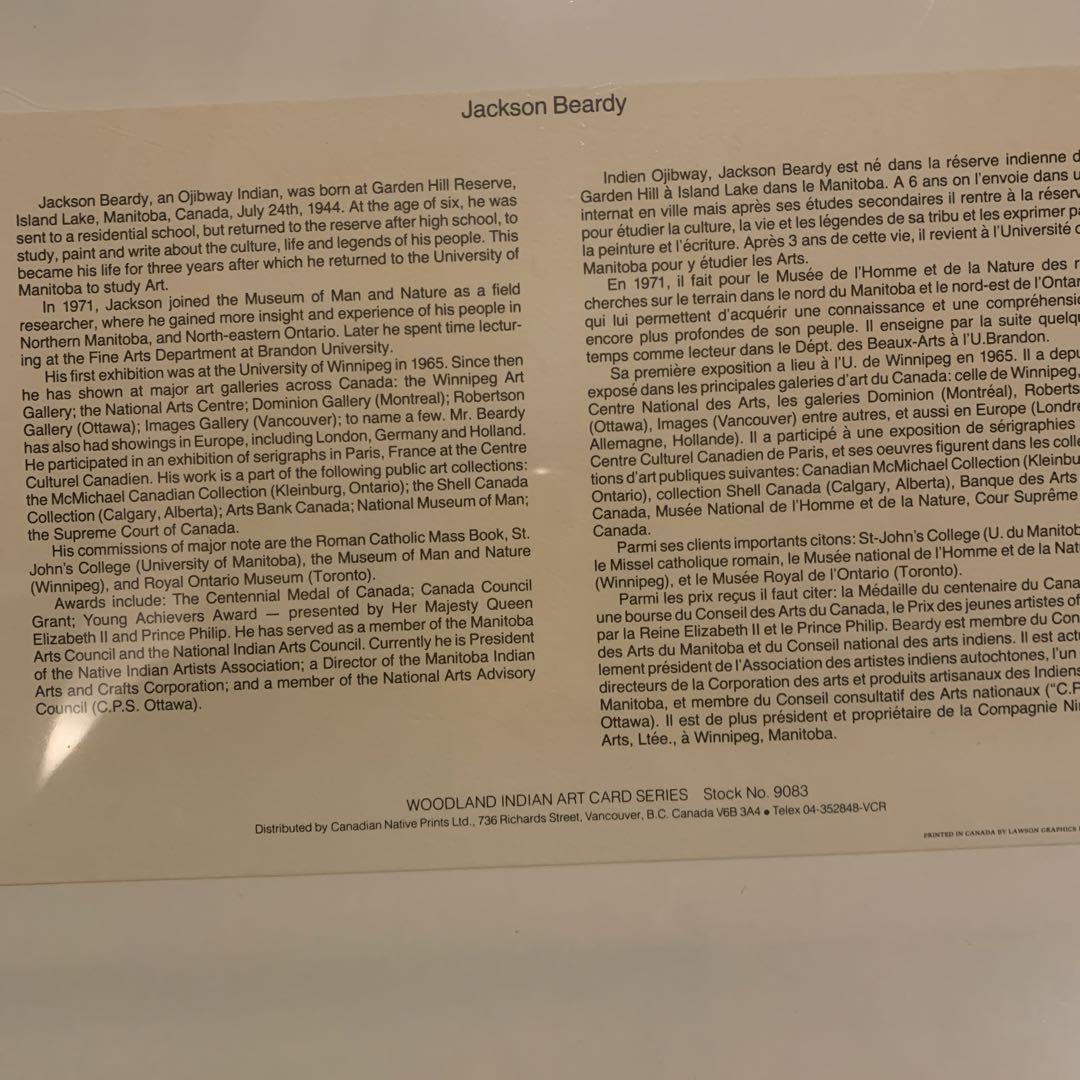 Jackson Beardy
Jackson Beardy, an Ojibway Indian, was born at Garden Hill Reserve,
Island Lake, Manitoba, Canada, July 24th, 1944. At the age of six, he was
sent to a residential school, but returned to the reserve after high school, to
study, paint and write about the culture, life and legends of his people. This
became his life for three years after which he returned to the University of
Manitoba to study Art.
In 1971, Jackson joined the Museum of Man and Nature as a field
researcher, where he gained more insight and experience of his people in
Northern Manitoba, and North-eastern Ontario. Later he spent time lectur-
ing at the Fine Arts Department at Brandon University.
His first exhibition was at the University of Winnipeg in 1965. Since then
he has shown at major art galleries across Canada: the Winnipeg Art
Gallery; the National Arts Centre; Dominion Gallery (Montreal); Robertson
Gallery (Ottawa); Images Gallery (Vancouver); to name a few. Mr. Beardy
has also had showings in Europe, including London, Germany and Holland.
He participated in an exhibition of serigraphs in Paris, France at the Centre
Culturel Canadien. His work is a part of the following public art collections:
the McMichael Canadian Collection (Kleinburg, Ontario); the Shell Canada
Collection (Calgary, Alberta); Arts Bank Canada; National Museum of Man;
the Supreme Court of Canada.
His commissions of major note are the Roman Catholic Mass Book, St.
John's College (University of Manitoba), the Museum of Man and Nature
(Winnipeg), and Royal Ontario Museum (Toronto).
Awards include: The Centennial Medal of Canada; Canada Council
Grant; Young Achievers Award — presented by Her Majesty Queen
Elizabeth II and Prince Philip. He has served as a member of the Manitoba
Arts Council and the National Indian Arts Council. Currently he is President
of the Native Indian Artists Association; a Director of the Manitoba Indian
Arts and Crafts Corporation; and a member of the National Arts Advisory
Council (C.P.S. Ottawa).
Indien Ojibway, Jackson Beardy est né dans la réserve indienne
Garden Hill à Island Lake dans le Manitoba. A 6 ans on l'envoie dans
internat en ville mais après ses études secondaires il rentre à la
pour étudier la culture, la vie et les légendes de sa tribu et les exprimer
la peinture et l'écriture. Après 3 ans de cette vie, il revient à l'Université
Manitoba pour y étudier les Arts.
En 1971, il fait pour le Musée de l'Homme et de la Nature des
cherches sur le terrain dans le nord du Manitoba et le nord-est de
qui lui permettent d'acquérir une connaissance et une
encore plus profondes de son peuple. Il enseigne par la suite
temps comme lecteur dans le Dépt. des Beaux-Arts à l'U.Brandon.
Sa première exposition a lieu à l'U. de Winnipeg en 1965. Il a
exposé dans les principales galeries d'art du Canada: celle de Winnipeg,
Centre National des Arts, les galeries Dominion (Montréal),
(Ottawa), Images (Vancouver) entre autres, et aussi en Europe
Allemagne, Hollande). Il a participé à une exposition de sérigraphies
Centre Culturel Canadien de Paris, et ses oeuvres figurent dans les
tions d'art publiques suivantes: Canadian McMichael Collection
Ontario), collection Shell Canada (Calgary, Alberta), Banque des Arts
Canada, Musée National de l'Homme et de la Nature, Cour Suprême
Canada.
Parmi ses clients importants citons: St-John's College (U. du
le Missel catholique romain, le Musée national de l'Homme et de la
(Winnipeg), et le Musée Royal de l'Ontario (Toronto).
Parmi les prix reçus il faut citer: la Médaille du centenaire du
une bourse du Conseil des Arts du Canada, le Prix des jeunes artistes
par la Reine Elizabeth II et le Prince Philip. Beardy est membre du
des Arts du Manitoba et du Conseil national des arts indiens. Il est
lement président de l'Association des artistes indiens autochtones, l'un
directeurs de la Corporation des arts et produits artisanaux des Indiens
Manitoba, et membre du Conseil consultatif des Arts nationaux
Ottawa). Il est de plus président et propriétaire de la Compagnie
Arts, Ltée., à Winnipeg, Manitoba.
WOODLAND INDIAN ART CARD SERIES Stock No. 9083
Distributed by Canadian Native Prints Ltd., 736 Richards Street, Vancouver, B.C. Canada V6B 3A4 • Telex 04-352848-VCR
PRINTED IN CANADA BY LAWSON GRAPHICS